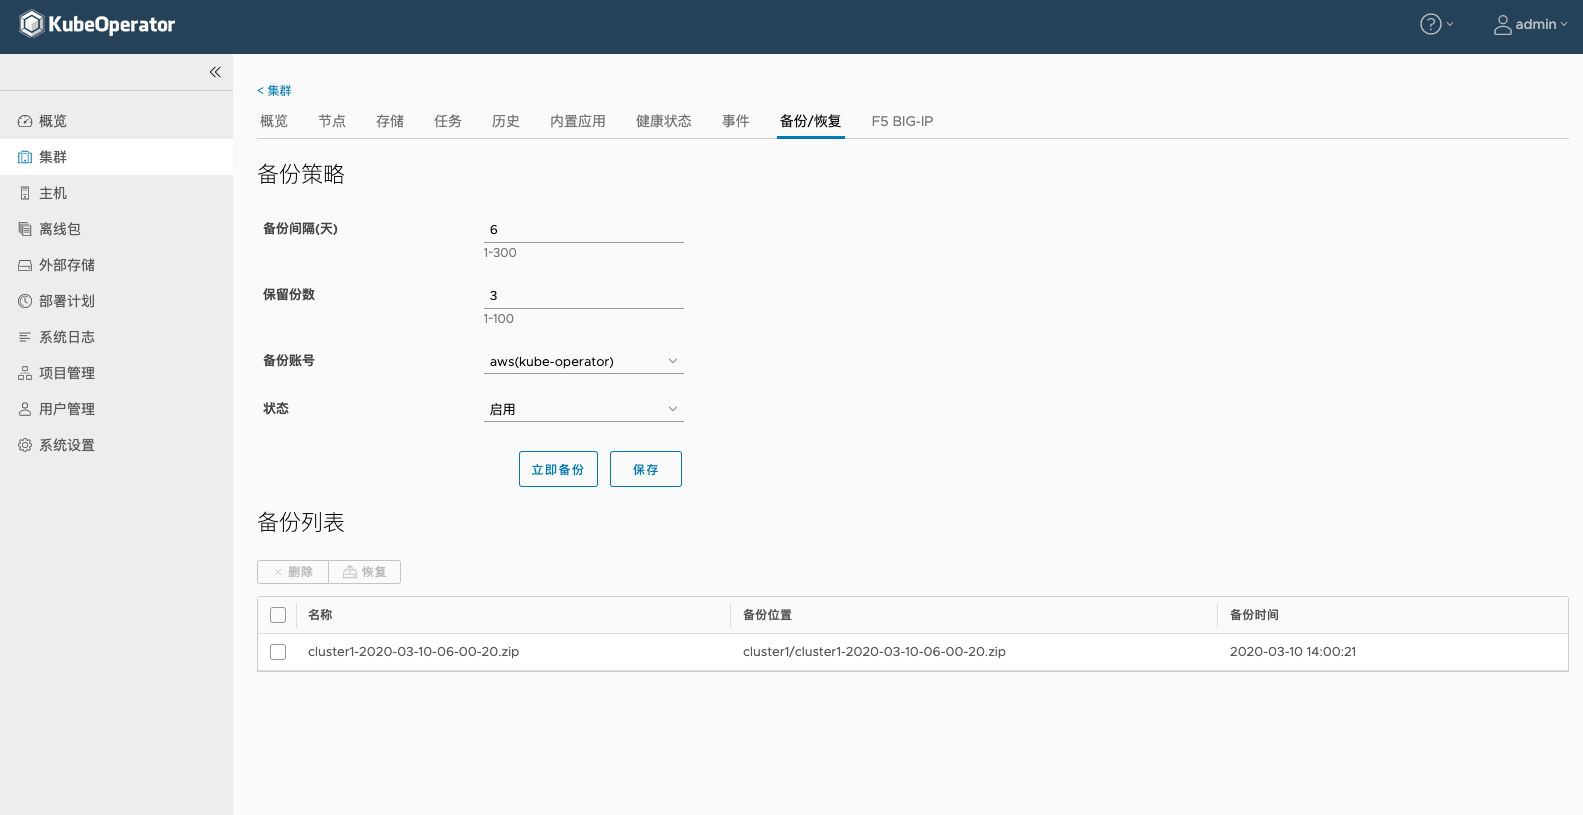 KubeOperator
admin
概览
集群
主机
离线包
外部存储
部署计划
系统日志
项目管理
用户管理
系统设置
< 集群
概览 节点 存储 任务 历史 内置应用 健康状态 事件 备份/恢复 F5 BIG-IP
备份策略
备份间隔(天) 6
1~300
保留份数 3
1~100
备份账号 aws(kube-operator)
状态 启用
立即备份 保存
备份列表
删除 恢复
名称 备份位置 备份时间
cluster1-2020-03-10-06-00-20.zip cluster1/cluster1-2020-03-10-06-00-20.zip 2020-03-10 14:00:21